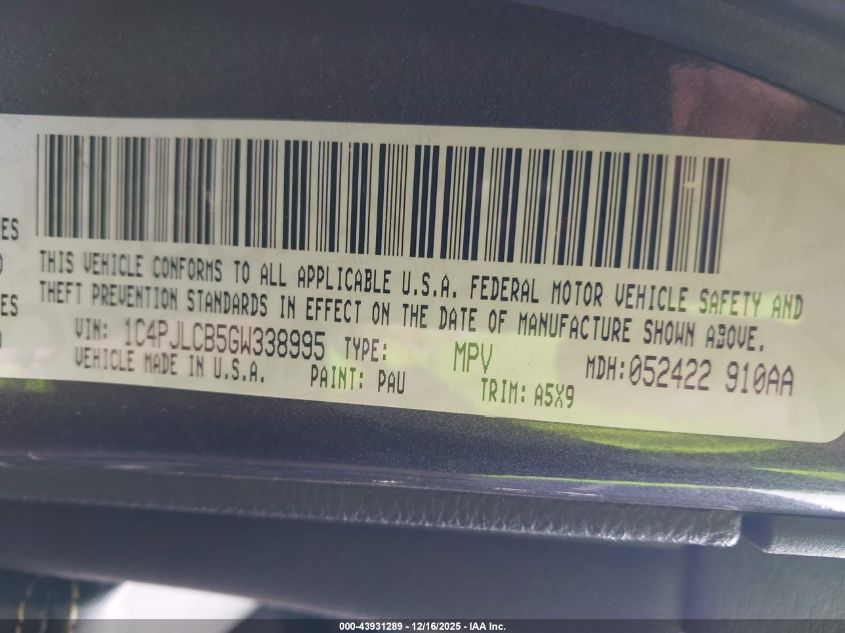 ES
THIS VEHICLE CONFORMS TO ALL APPLICABLE U.S.A. FEDERAL MOTOR VEHICLE SAFETY AND
ES
THEFT PREVENTION STANDARDS IN EFFECT ON THE DATE OF MANUFACTURE SHOWN ABOVE.
VIN: 1C4PJLCB5GW338995 TYPE: MPV MDH:052422 910AA
VEHICLE MADE IN U.S.A. PAINT: PAU TRIM: A5X9
000-43931289 - 12/16/2025 - IAA Inc.